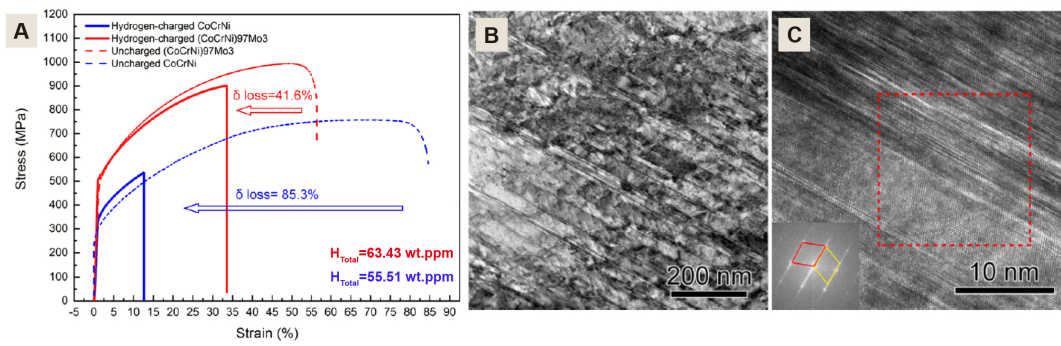 A
Hydrogen-charged CoCrNi
Hydrogen-charged (CoCrNi)97Mo3
Uncharged (CoCrNi)97Mo3
Uncharged CoCrNi
1200
1100
1000
900
800
700
600
500
400
300
200
100
0
Stress (MPa)
δ loss=41.6%
δ loss= 85.3%
H_Total=63.43 wt.ppm
H_Total=55.51 wt.ppm
-5 0 5 10 15 20 25 30 35 40 45 50 55 60 65 70 75 80 85 90 95
Strain (%)
B
200 nm
C
10 nm